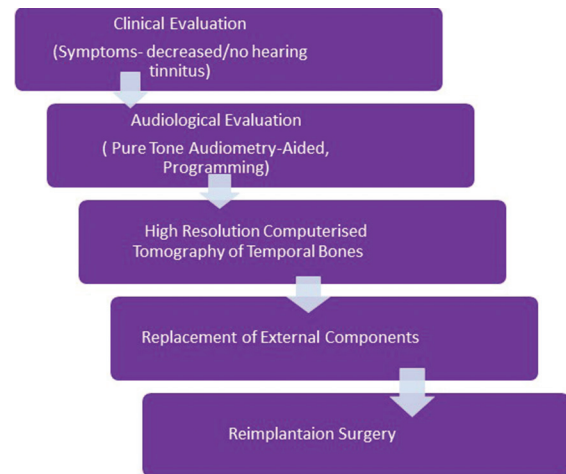 Clinical Evaluation
(Symptoms- decreased/no hearing
tinnitus)
Audiological Evaluation
( Pure Tone Audiometry-Aided,
Programming)
High Resolution Computerised
Tomography of Temporal Bones
Replacement of External Components
Reimplantaion Surgery